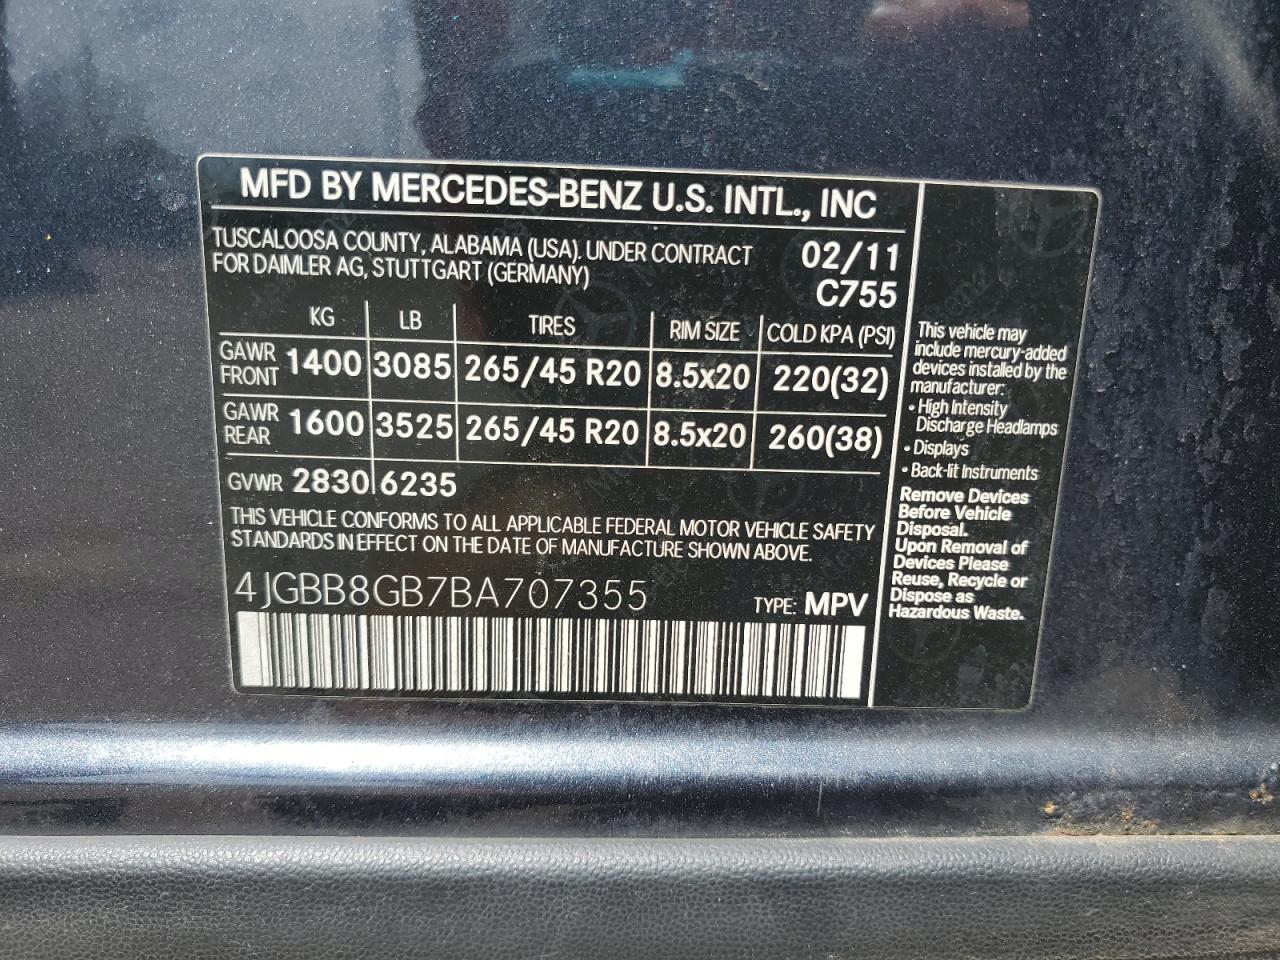 MFD BY MERCEDES-BENZ U.S. INTL., INC
TUSCALOOSA COUNTY, ALABAMA (USA). UNDER CONTRACT
FOR DAIMLER AG, STUTTGART (GERMANY)
02/11
C755
KG LB TIRES RIM SIZE COLD KPA (PSI)
GAWR FRONT 1400 3085 265/45 R20 8.5x20 220(32)
GAWR REAR 1600 3525 265/45 R20 8.5x20 260(38)
GVWR 2830 6235
THIS VEHICLE CONFORMS TO ALL APPLICABLE FEDERAL MOTOR VEHICLE SAFETY
STANDARDS IN EFFECT ON THE DATE OF MANUFACTURE SHOWN ABOVE.
4JGBB8GB7BA707355
TYPE: MPV
This vehicle may
include mercury-added
devices installed by the
manufacturer:
• High Intensity
Discharge Headlamps
• Displays
• Back-lit Instruments
Remove Devices
Before Vehicle
Disposal.
Upon Removal of
Devices Please
Reuse, Recycle or
Dispose as
Hazardous Waste.